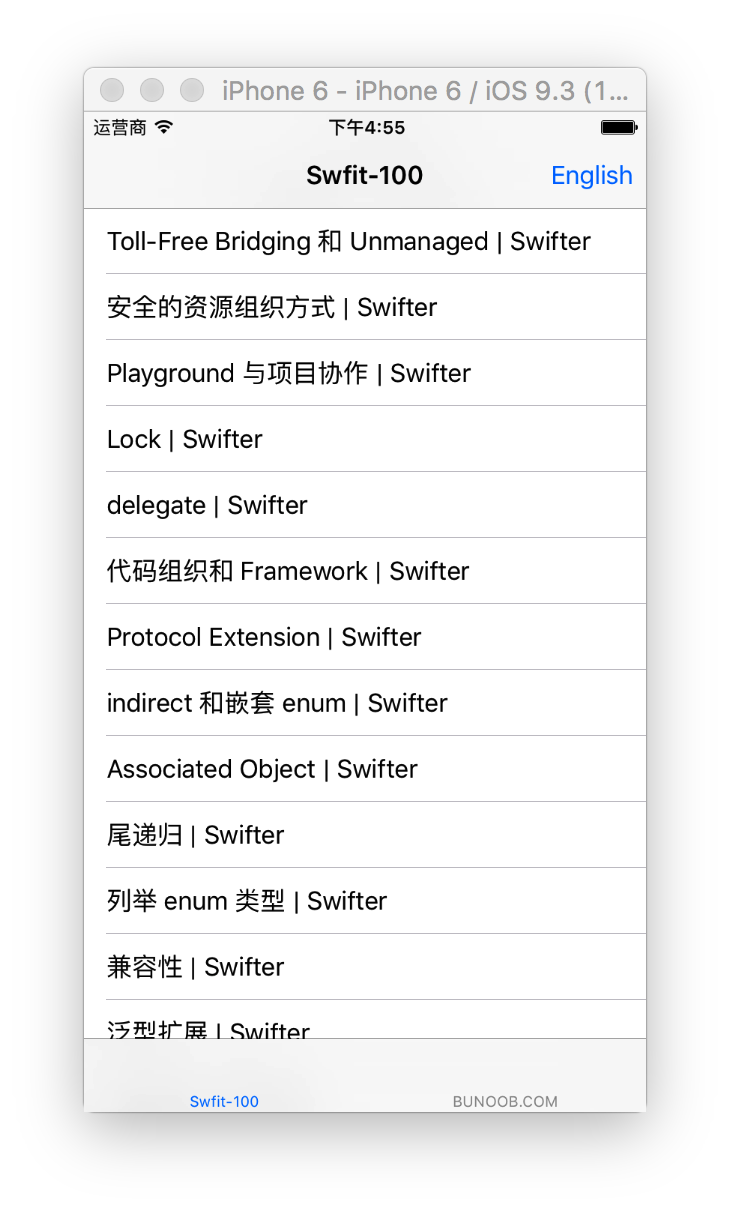 iPhone 6 - iPhone 6 / iOS 9.3 (1...
运营商 下午4:55
Swfit-100 English
Toll-Free Bridging 和 Unmanaged | Swifter
安全的资源组织方式 | Swifter
Playground 与项目协作 | Swifter
Lock | Swifter
delegate | Swifter
代码组织和 Framework | Swifter
Protocol Extension | Swifter
indirect 和嵌套 enum | Swifter
Associated Object | Swifter
尾递归 | Swifter
列举 enum 类型 | Swifter
兼容性 | Swifter
泛型扩展 | Swifter
Swfit-100 BUNOOB.COM